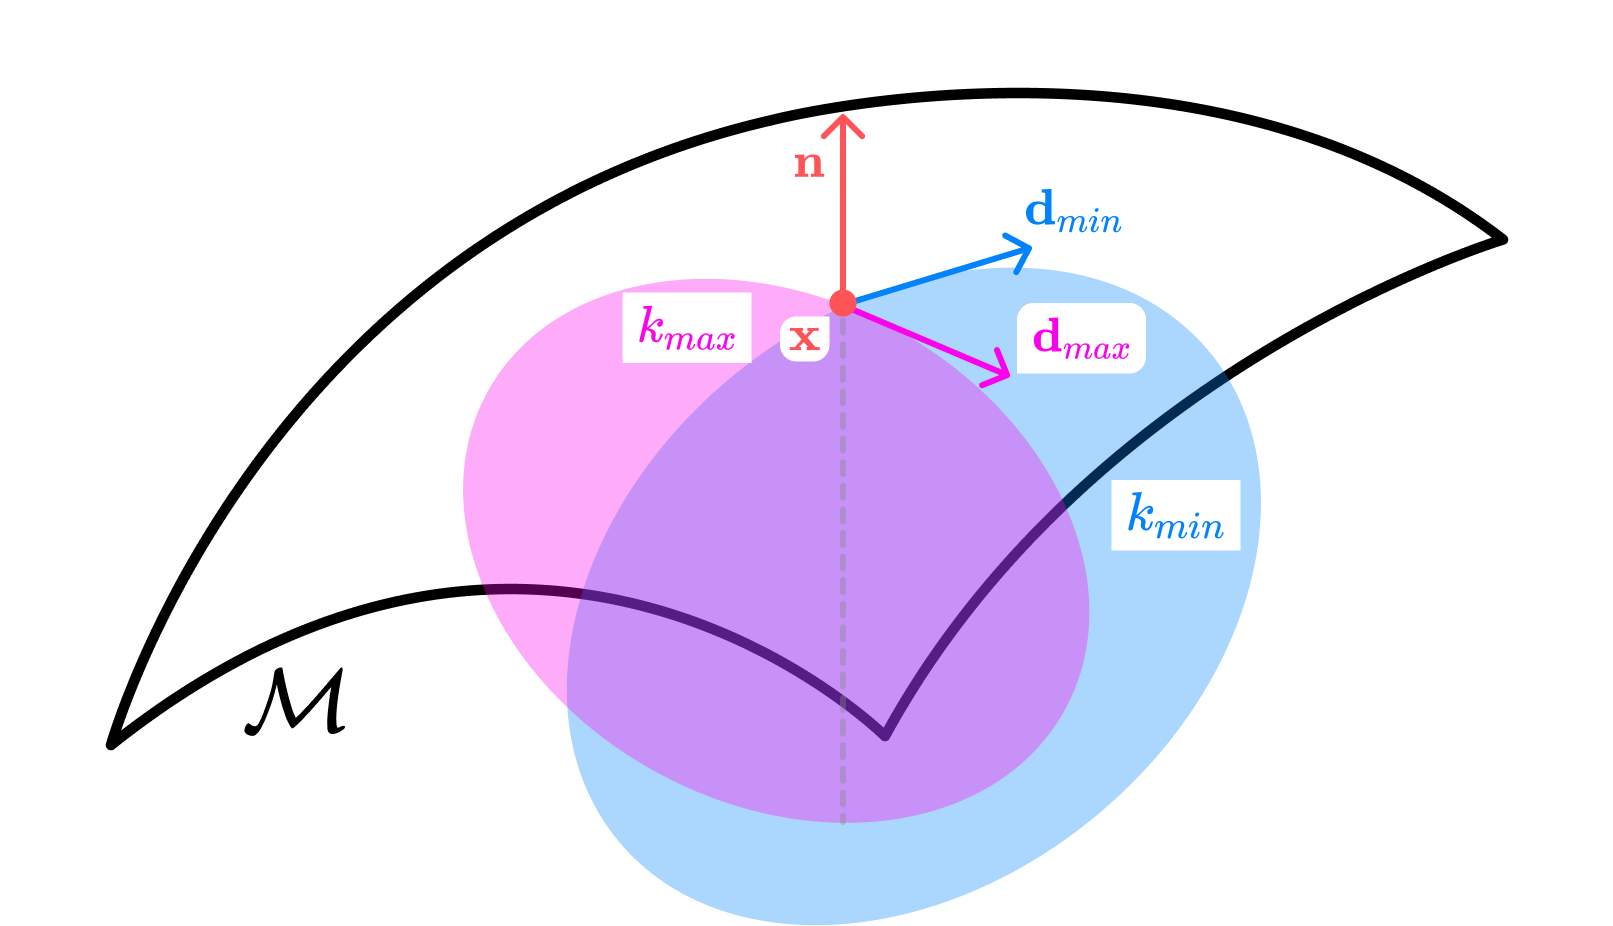 n
d_min
k_max
x
d_max
k_min
ℳ